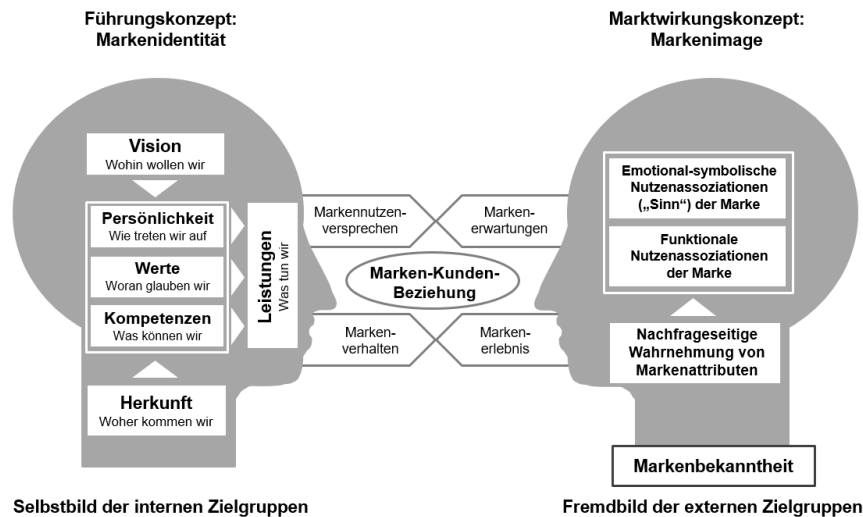 Führungskonzept:
Markenidentität
Marktwirkungskonzept:
Markenimage
Vision
Wohin wollen wir
Persönlichkeit
Wie treten wir auf
Werte
Woran glauben wir
Kompetenzen
Was können wir
Herkunft
Woher kommen wir
Leistungen
Was tun wir
Markennutzen-
versprechen
Marken-
erwartungen
Marken-Kunden-
Beziehung
Marken-
verhalten
Marken-
erlebnis
Emotional-symbolische
Nutzenassoziationen
(„Sinn“) der Marke
Funktionale
Nutzenassoziationen
der Marke
Nachfrageseitige
Wahrnehmung von
Markenattributen
Markenbekanntheit
Selbstbild der internen Zielgruppen
Fremdbild der externen Zielgruppen